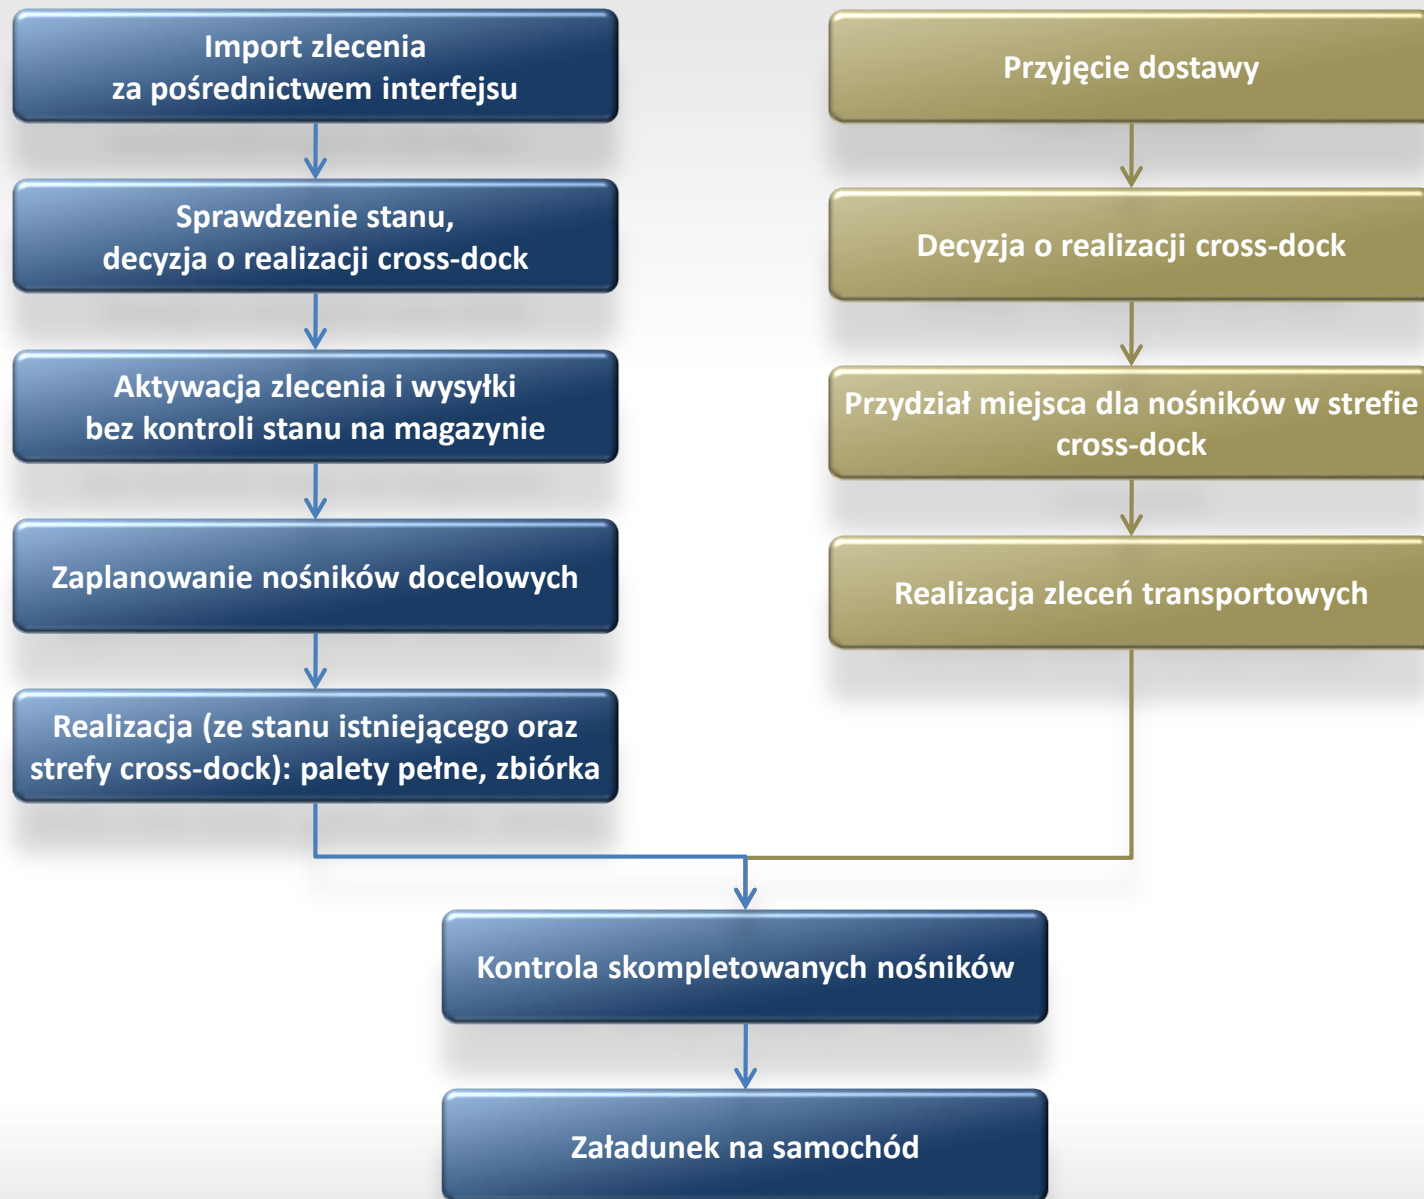 Import zlecenia
za pośrednictwem interfejsu
Sprawdzenie stanu,
decyzja o realizacji cross-dock
Aktywacja zlecenia i wysyłki
bez kontroli stanu na magazynie
Zaplanowanie nośników docelowych
Realizacja (ze stanu istniejącego oraz
strefy cross-dock): palety pełne, zbiórka
Przyjęcie dostawy
Decyzja o realizacji cross-dock
Przydział miejsca dla nośników w strefie
cross-dock
Realizacja zleceń transportowych
Kontrola skompletowanych nośników
Załadunek na samochód